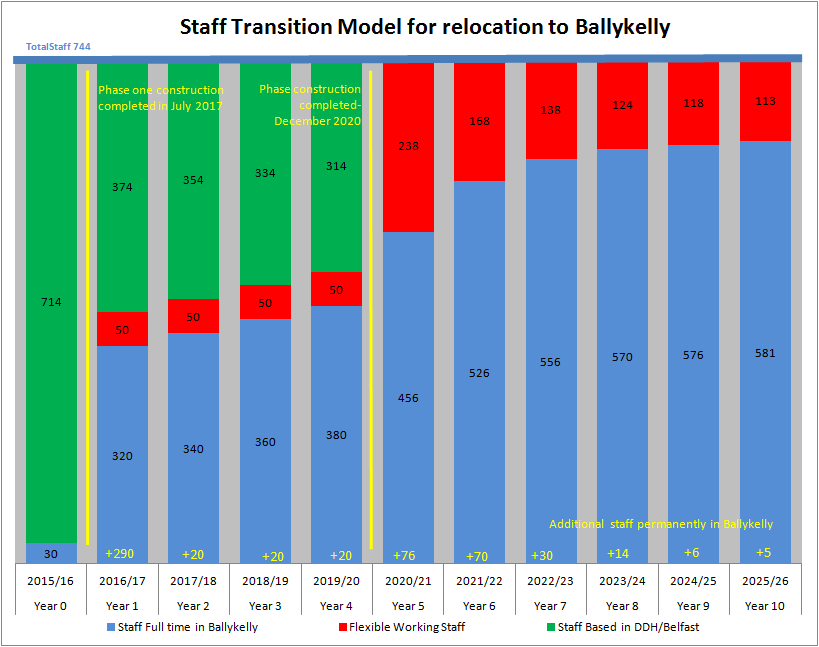 Staff Transition Model for relocation to Ballykelly
TotalStaff 744
Phase one construction
completed in July 2017
Phase construction
completed-
December 2020
714 374 354 334 314 238 168 138 124 118 113
50 50 50 50
30 320 340 360 380 456 526 556 570 576 581
Additional staff permanently in Ballykelly
+290 +20 +20 +20 +76 +70 +30 +14 +6 +5
2015/16 2016/17 2017/18 2018/19 2019/20 2020/21 2021/22 2022/23 2023/24 2024/25 2025/26
Year 0 Year 1 Year 2 Year 3 Year 4 Year 5 Year 6 Year 7 Year 8 Year 9 Year 10
Staff Full time in Ballykelly Flexible Working Staff Staff Based in DDH/Belfast